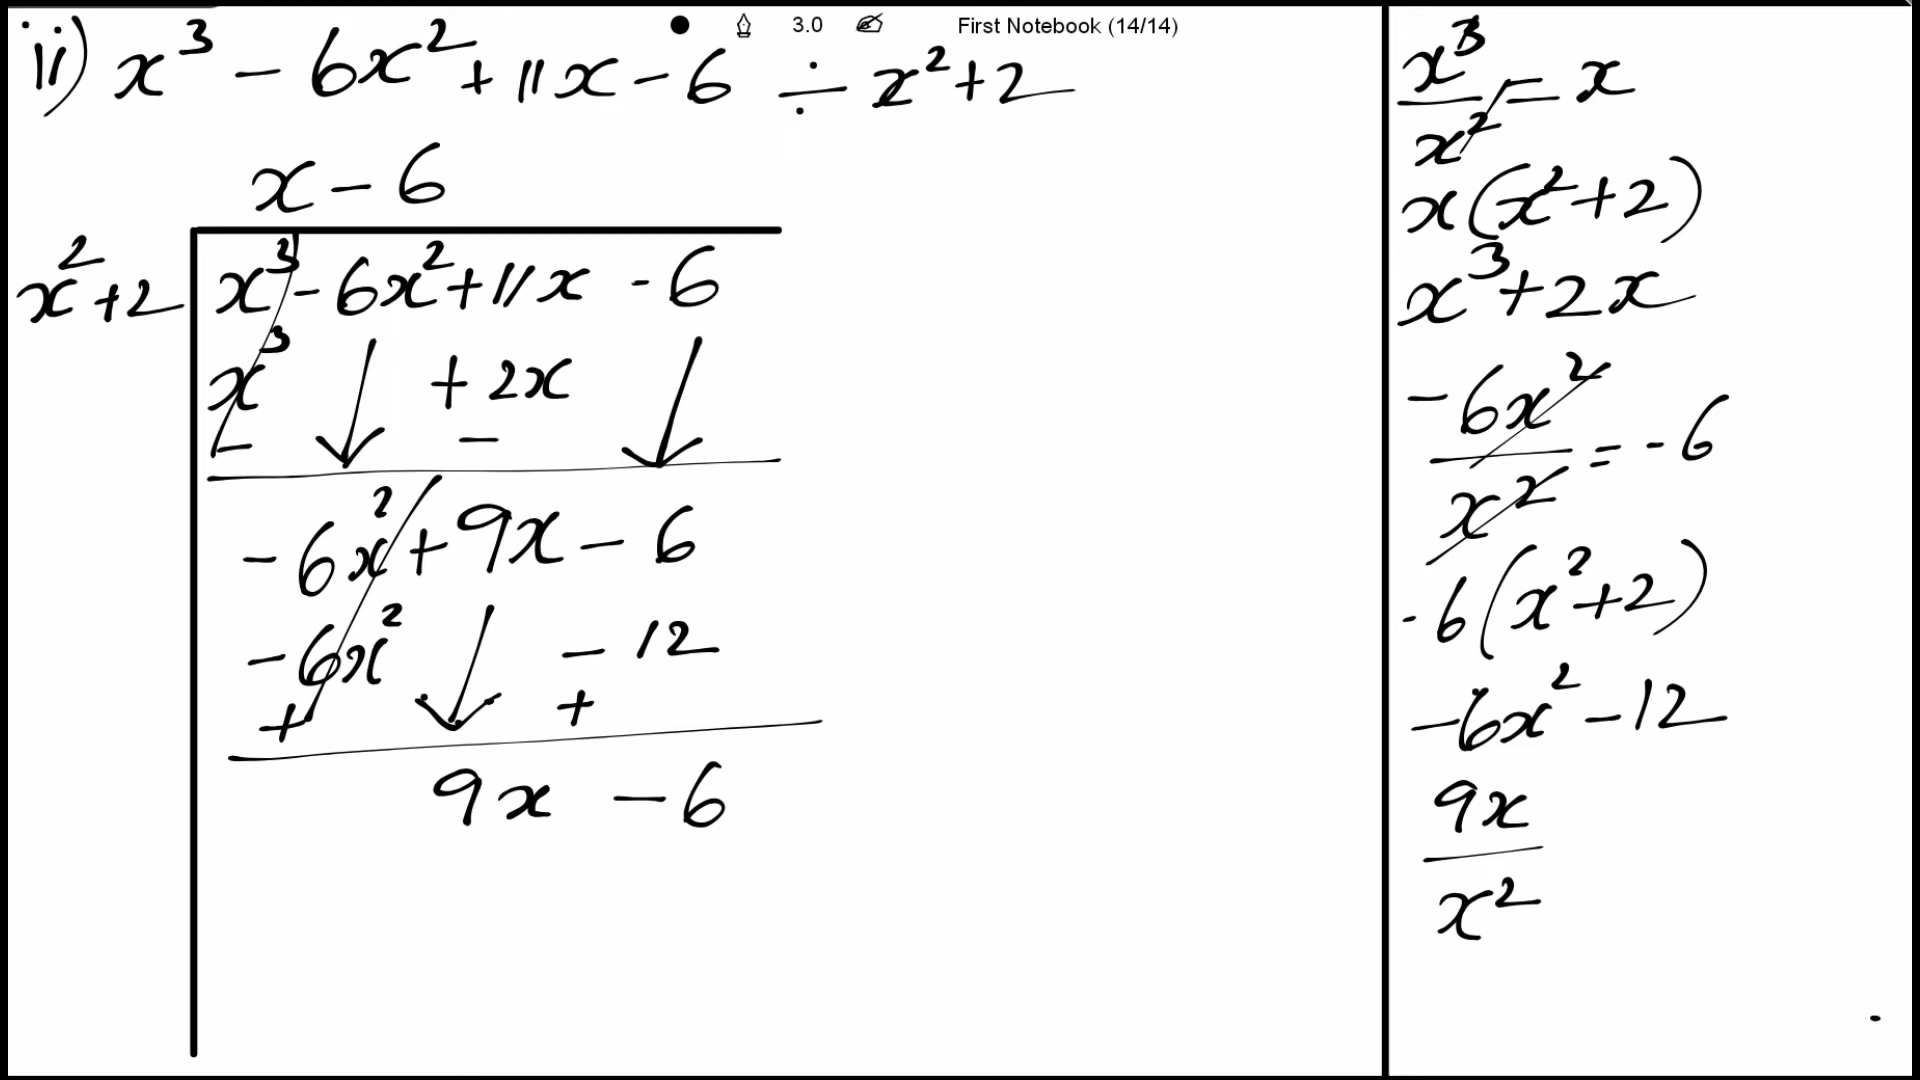 3.0 First Notebook (14/14)
ii) x³ - 6x² + 11x - 6 ÷ x² + 2
x - 6
x² + 2 x³ - 6x² + 11x - 6
x³ + 2x
- -
- 6x² + 9x - 6
- 6x² - 12
+ +
9x - 6
x³/x² = x
x(x² + 2)
x³ + 2x
-6x²/x² = -6
-6(x² + 2)
-6x² - 12
9x/x²